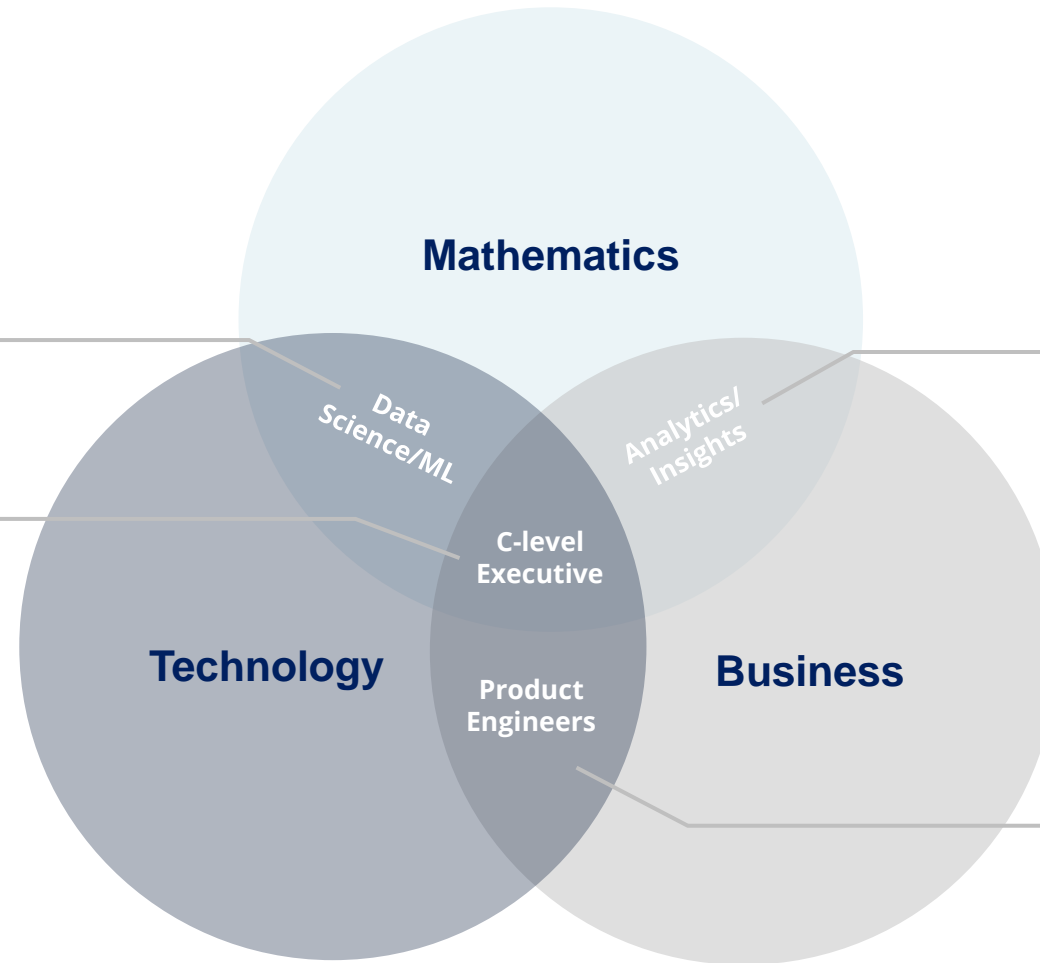 Mathematics
Data
Science/ML
Analytics/
Insights
C-level
Executive
Technology
Business
Product
Engineers